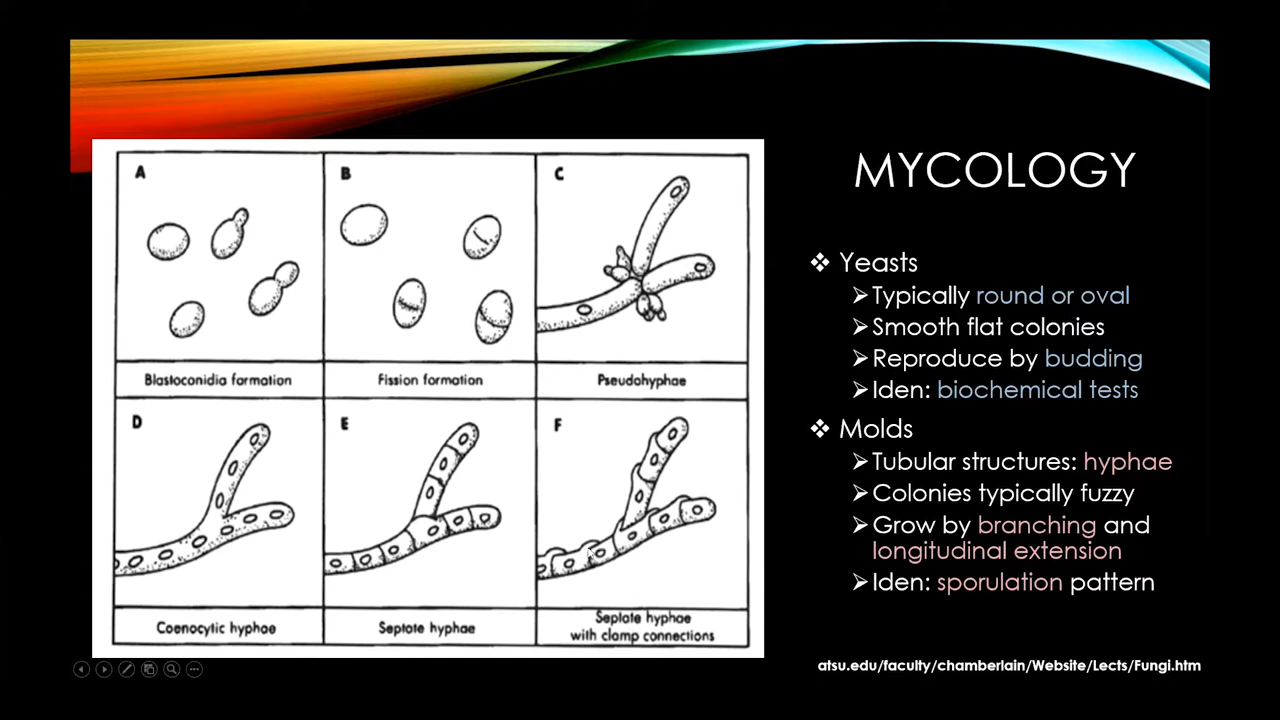 A
B
C
Blastoconidia formation
Fission formation
Pseudohyphae
D
E
F
Coenocytic hyphae
Septate hyphae
Septate hyphae
with clamp connections
MYCOLOGY
❖ Yeasts
➢Typically round or oval
➢Smooth flat colonies
➢Reproduce by budding
➢Iden: biochemical tests
❖ Molds
➢Tubular structures: hyphae
➢Colonies typically fuzzy
➢Grow by branching and
longitudinal extension
➢Iden: sporulation pattern
atsu.edu/faculty/chamberlain/Website/Lects/Fungi.htm